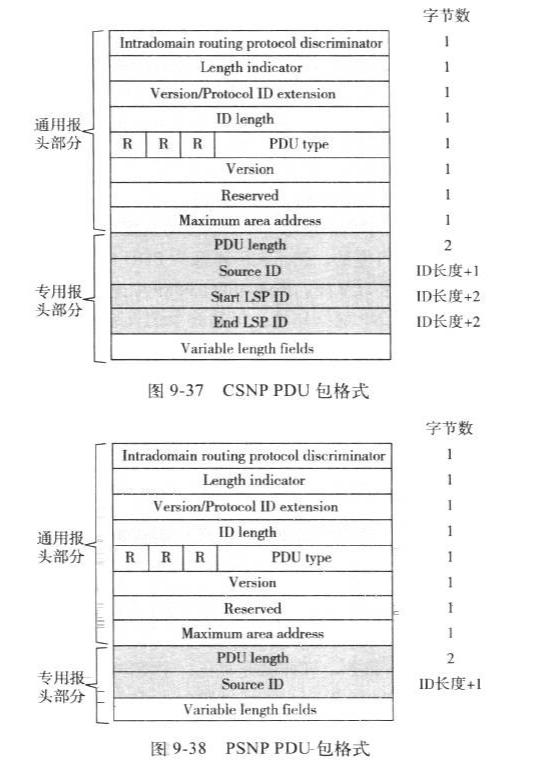 字节数
Intradomain routing protocol discriminator 1
Length indicator 1
Version/Protocol ID extension 1
ID length 1
通用报
头部分
R R R PDU type 1
Version 1
Reserved 1
Maximum area address 1
PDU length 2
Source ID ID长度+1
专用报
头部分
Start LSP ID ID长度+2
End LSP ID ID长度+2
Variable length fields
图 9-37 CSNP PDU 包格式
字节数
Intradomain routing protocol discriminator 1
Length indicator 1
Version/Protocol ID extension 1
ID length 1
通用报
头部分
R R R PDU type 1
Version 1
Reserved 1
Maximum area address 1
PDU length 2
专用报
头部分
Source ID ID长度+1
Variable length fields
图 9-38 PSNP PDU 包格式